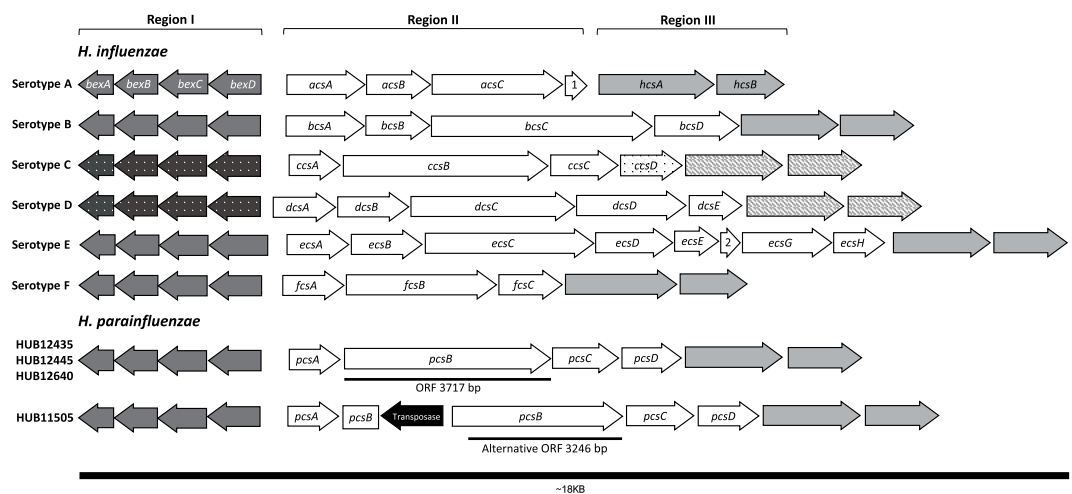 Region I Region II Region III
H. influenzae
Serotype A bexA bexB bexC bexD acsA acsB acsC 1 hcsA hcsB
Serotype B bcsA bcsB bcsC bcsD
Serotype C ccsA ccsB ccsC ccsD
Serotype D dcsA dcsB dcsC dcsD dcsE
Serotype E ecsA ecsB ecsC ecsD ecsE 2 ecsG ecsH
Serotype F fcsA fcsB fcsC
H. parainfluenzae
HUB12435
HUB12445 pcsA pcsB pcsC pcsD
HUB12640
ORF 3717 bp
HUB11505 pcsA pcsB Transposase pcsB pcsC pcsD
Alternative ORF 3246 bp
~18KB